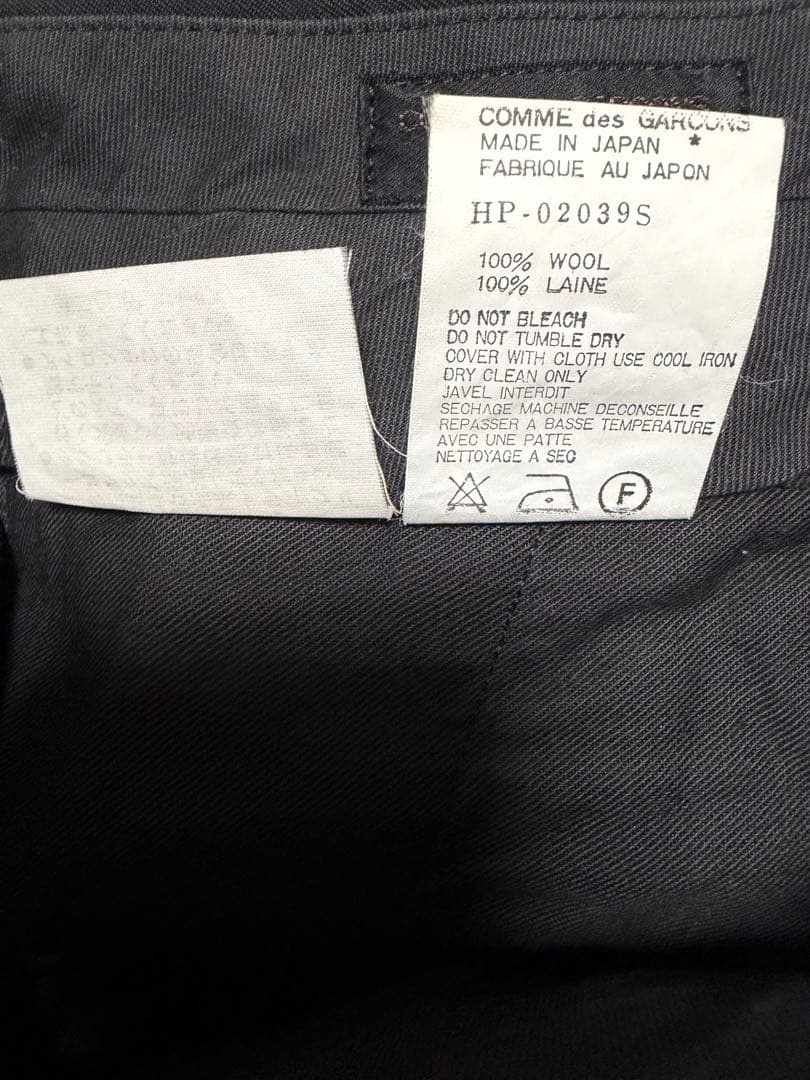 COMME des GARCONS
MADE IN JAPAN *
FABRIQUE AU JAPON
HP-02039S
100% WOOL
100% LAINE
DO NOT BLEACH
DO NOT TUMBLE DRY
COVER WITH CLOTH USE COOL IRON
DRY CLEAN ONLY
JAVEL INTERDIT
SECHAGE MACHINE DECONSEILLE
REPASSER A BASSE TEMPERATURE
AVEC UNE PATTE
NETTOYAGE A SEC
F